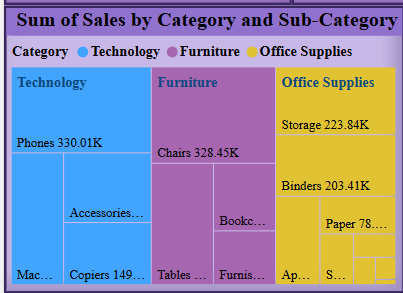 Sum of Sales by Category and Sub-Category
Category Technology Furniture Office Supplies
Technology
Phones 330.01K
Mac...
Accessories...
Copiers 149...
Furniture
Chairs 328.45K
Tables ...
Bookc...
Furnis...
Office Supplies
Storage 223.84K
Binders 203.41K
Ap...
Paper 78....
S...